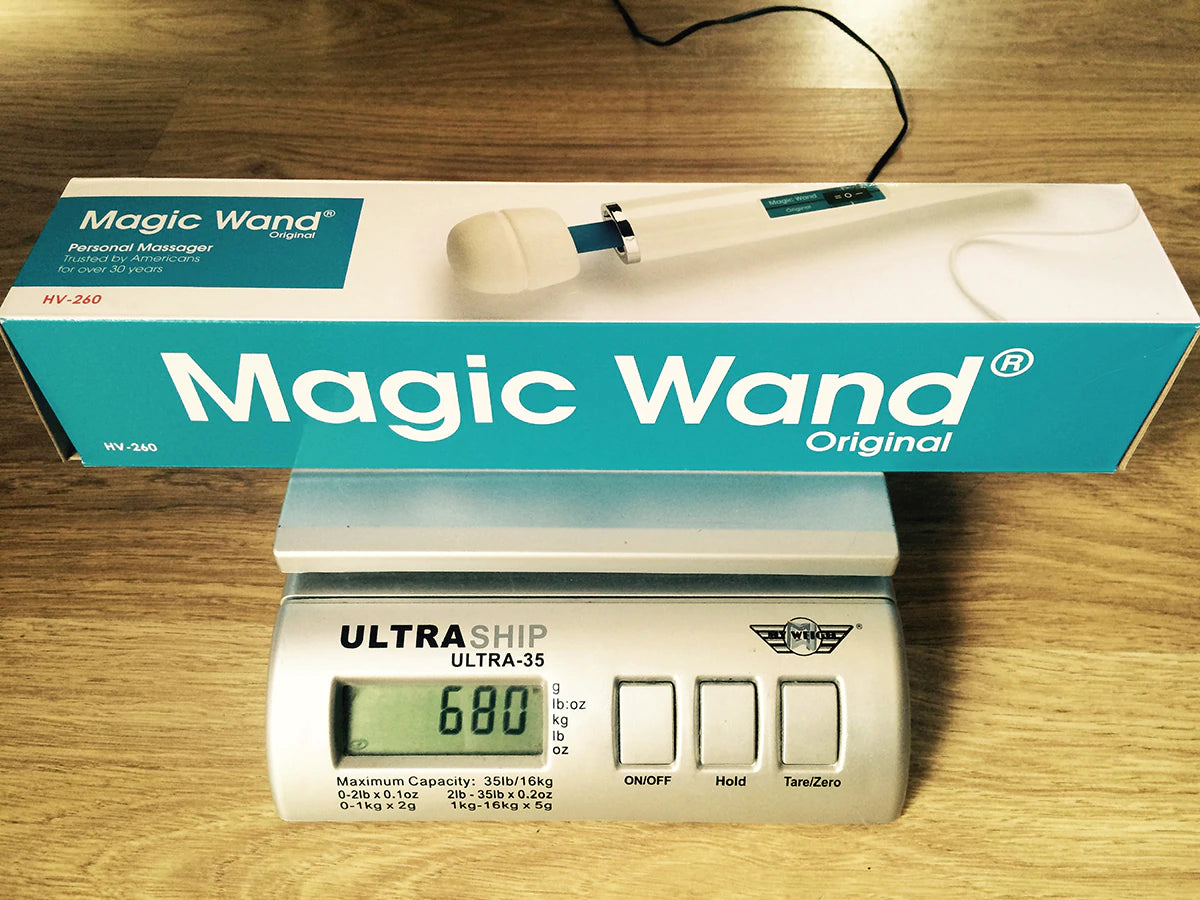 Magic Wand®
Original
Personal Massager
Trusted by Americans
for over 30 years
HV-260
Magic Wand
Original
= O –
Magic Wand®
Original
HV-260
ULTRASHIP
ULTRA-35
MY WEIGH®
680
g
lb:oz
kg
lb
oz
Maximum Capacity: 35lb/16kg
0-2lb x 0.1oz 2lb - 35lb x 0.2oz
0-1kg x 2g 1kg-16kg x 5g
ON/OFF Hold Tare/Zero